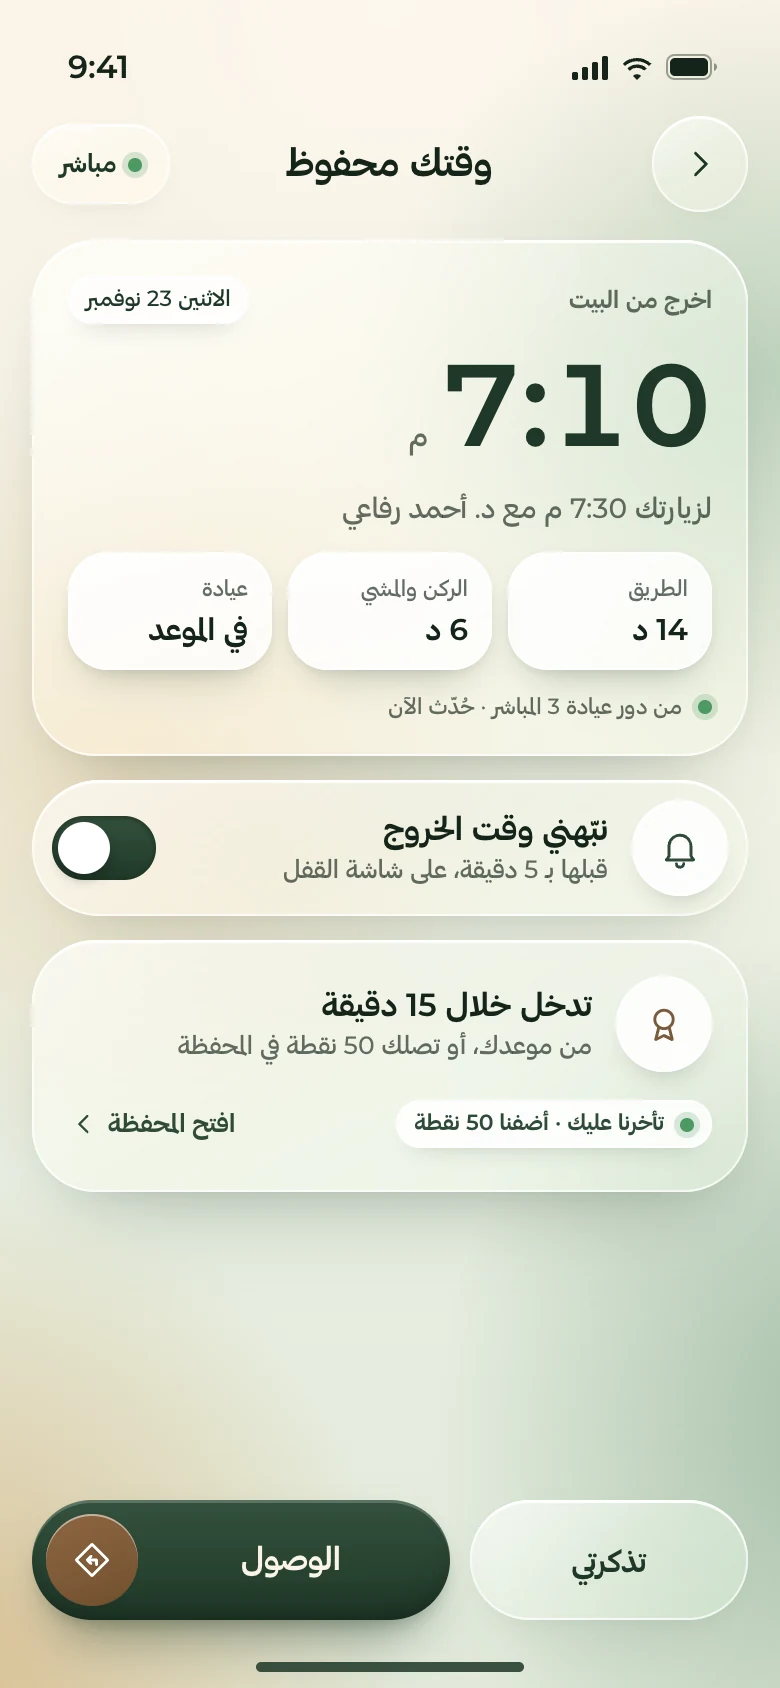 9:41
وقتك محفوظ
مباشر
اخرج من البيت
الاثنين 23 نوفمبر
7:10 م
لزيارتك 7:30 م مع د. أحمد رفاعي
الطريق
14 د
الركن والمشي
6 د
عيادة
في الموعد
من دور عيادة 3 المباشر · حُدّث الآن
نبّهني وقت الخروج
قبلها بـ 5 دقيقة، على شاشة القفل
تدخل خلال 15 دقيقة
من موعدك، أو تصلك 50 نقطة في المحفظة
تأخرنا عليك · أضفنا 50 نقطة
افتح المحفظة
تذكرتي
الوصول